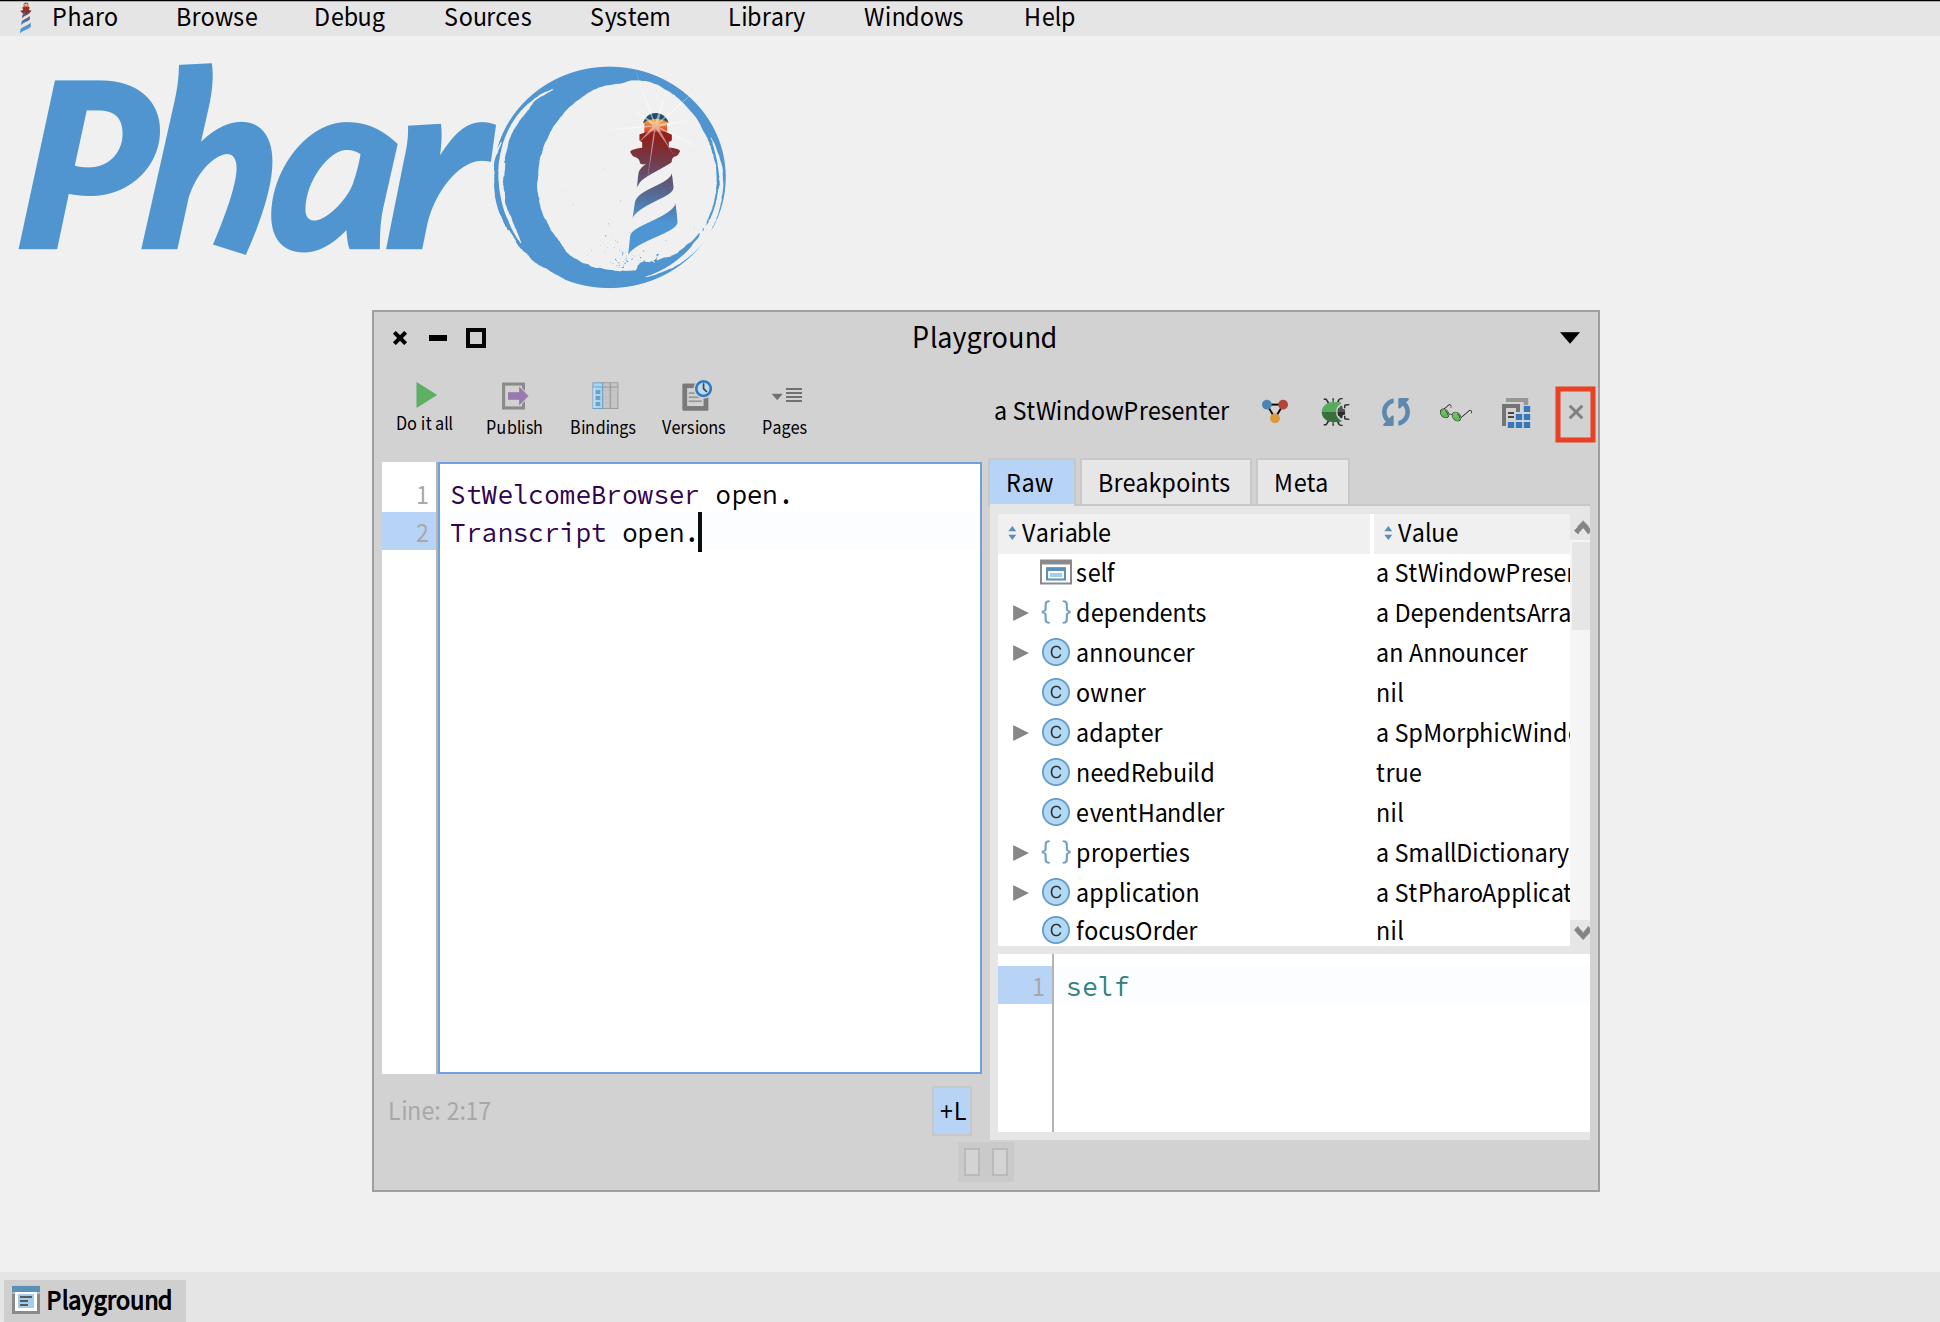 Pharo Browse Debug Sources System Library Windows Help
Pharo
Playground
Do it all Publish Bindings Versions Pages
a StWindowPresenter
1 StWelcomeBrowser open.
2 Transcript open.
Line: 2:17
+L
Raw Breakpoints Meta
Variable Value
self a StWindowPreser
dependents a DependentsArra
C announcer an Announcer
C owner nil
C adapter a SpMorphicWind
C needRebuild true
C eventHandler nil
properties a SmallDictionary
C application a StPharoApplicat
C focusOrder nil
1 self
Playground